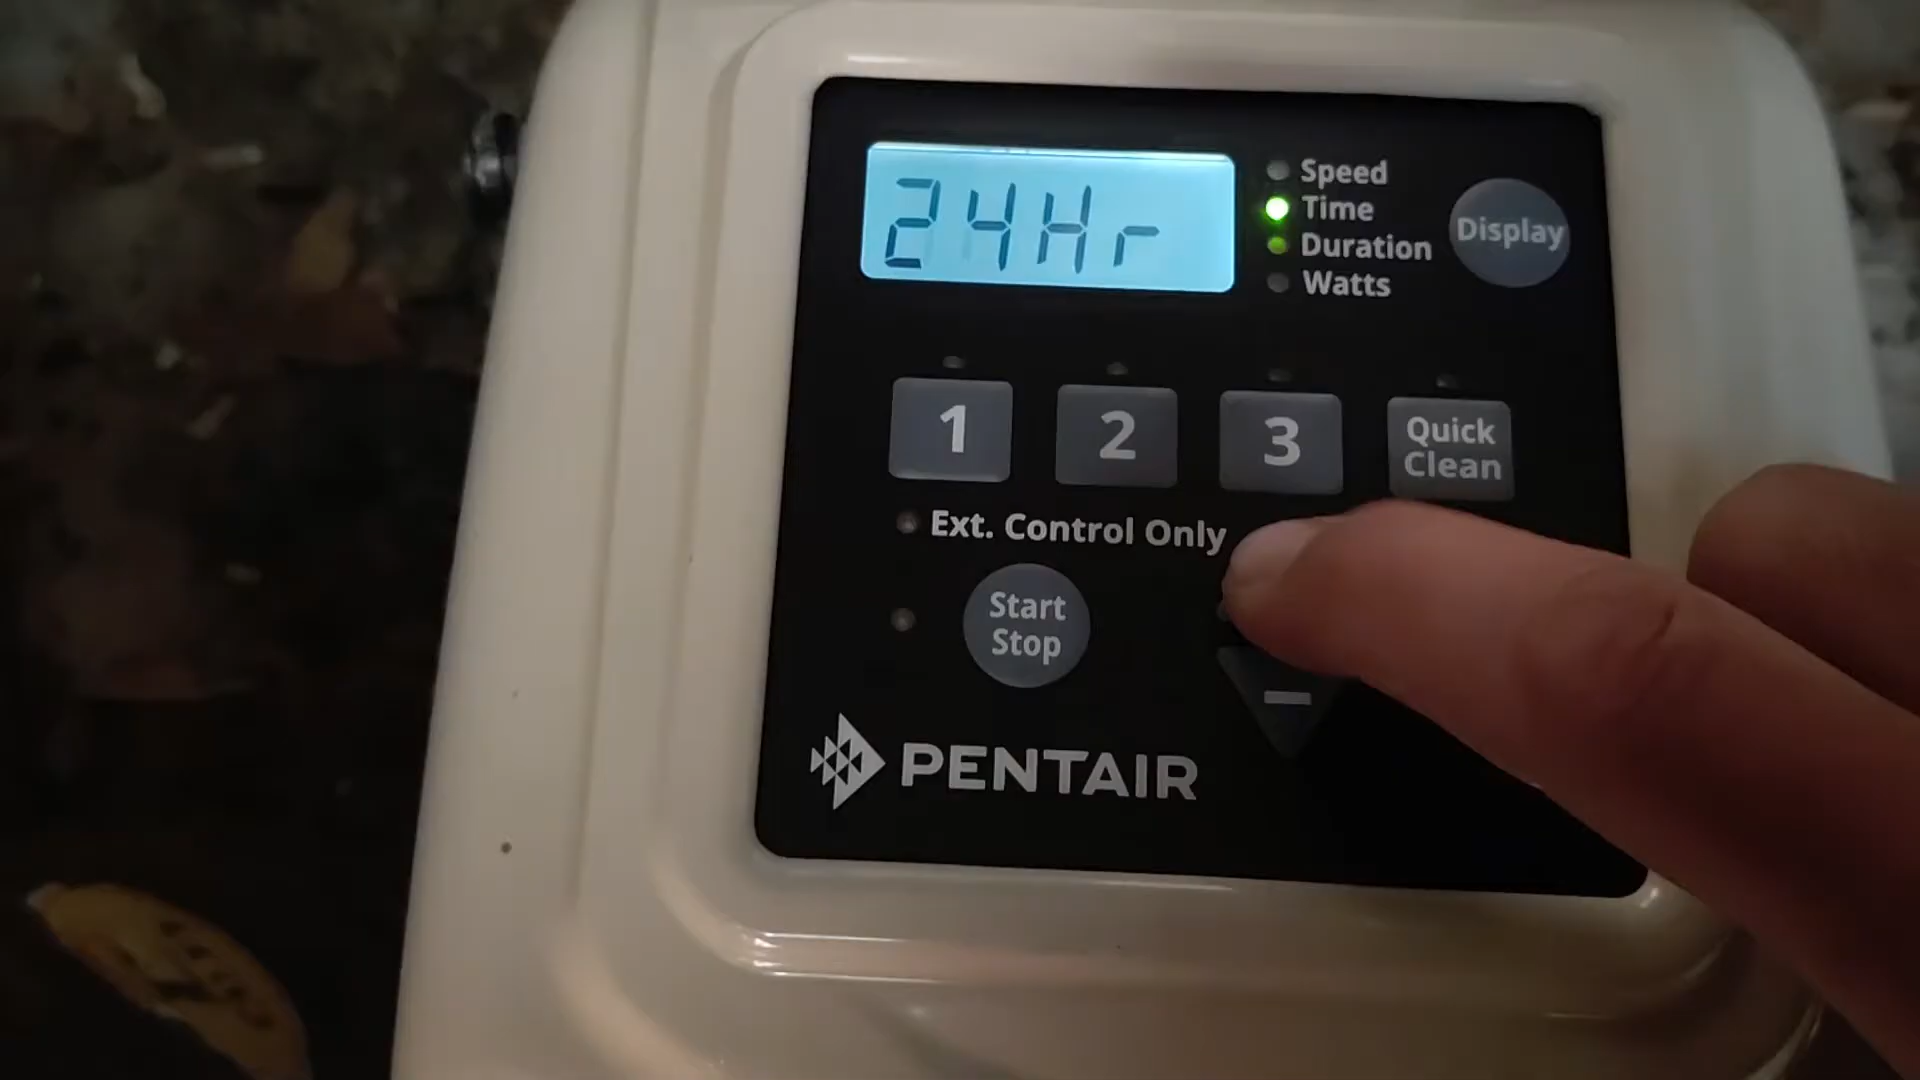 24Hr
Speed
Time
Duration
Watts
Display
1
2
3
Quick
Clean
Ext. Control Only
Start
Stop
−
PENTAIR